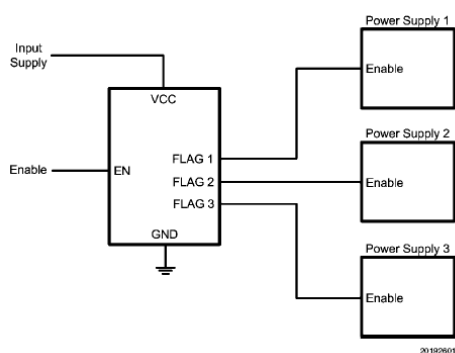 Power Supply 1
Input
Supply
Enable
VCC
Power Supply 2
FLAG 1
Enable
EN
FLAG 2
Enable
FLAG 3
GND
Power Supply 3
Enable
20192601